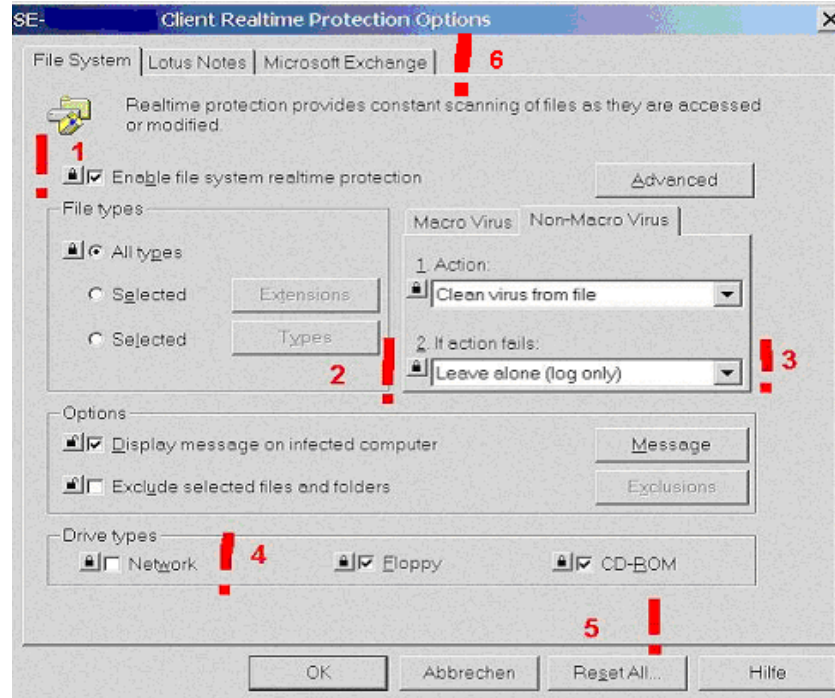 SE- Client Realtime Protection Options
File System Lotus Notes Microsoft Exchange 6
Realtime protection provides constant scanning of files as they are accessed
or modified.
1
Enable file system realtime protection Advanced
File types
All types
Selected Extensions
Selected Types
Macro Virus Non-Macro Virus
1. Action:
Clean virus from file
2. If action fails:
Leave alone (log only)
2
3
Options
Display message on infected computer Message
Exclude selected files and folders Exclusions
Drive types
Network 4 Floppy CD-ROM
5
OK Abbrechen Reset All... Hilfe